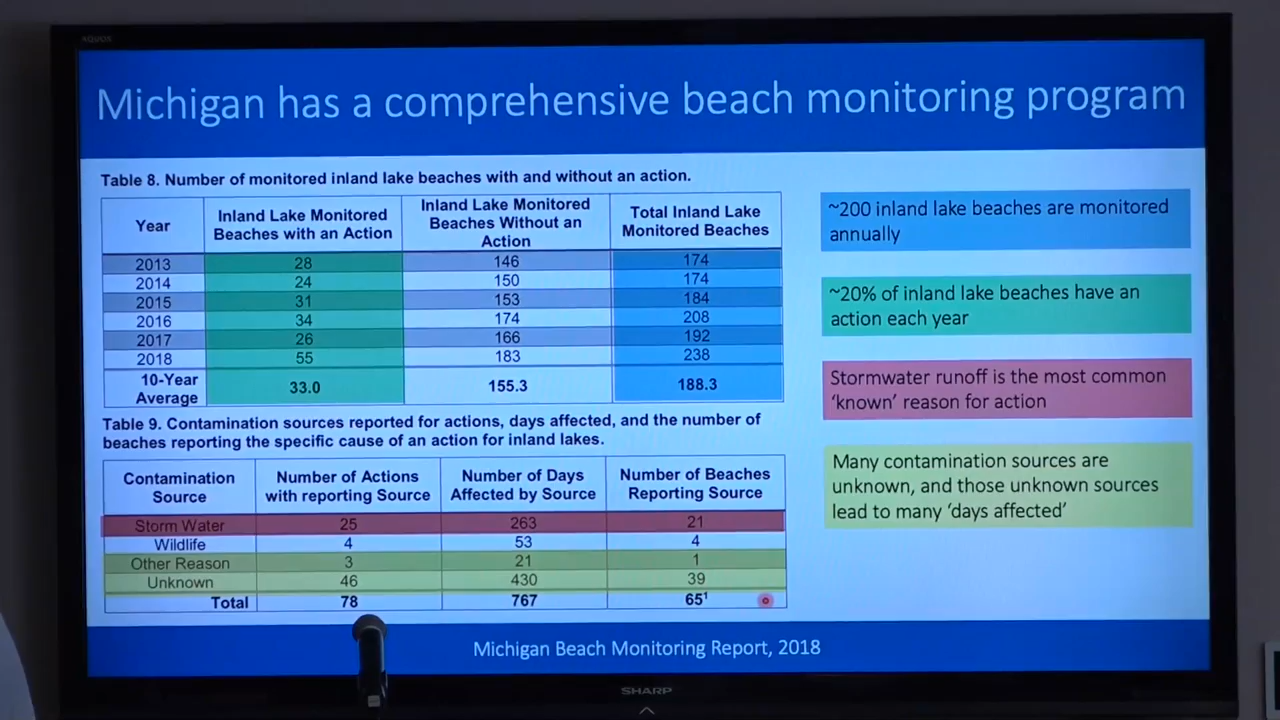 AQUOS
Michigan has a comprehensive beach monitoring program
Table 8. Number of monitored inland lake beaches with and without an action.
Year
Inland Lake Monitored
Beaches with an Action
Inland Lake Monitored
Beaches Without an
Action
Total Inland Lake
Monitored Beaches
2013 28 146 174
2014 24 150 174
2015 31 153 184
2016 34 174 208
2017 26 166 192
2018 55 183 238
10-Year
Average
33.0 155.3 188.3
Table 9. Contamination sources reported for actions, days affected, and the number of
beaches reporting the specific cause of an action for inland lakes.
Contamination
Source
Number of Actions
with reporting Source
Number of Days
Affected by Source
Number of Beaches
Reporting Source
Storm Water 25 263 21
Wildlife 4 53 4
Other Reason 3 21 1
Unknown 46 430 39
Total 78 767 65¹
~200 inland lake beaches are monitored
annually
~20% of inland lake beaches have an
action each year
Stormwater runoff is the most common
‘known’ reason for action
Many contamination sources are
unknown, and those unknown sources
lead to many ‘days affected’
Michigan Beach Monitoring Report, 2018
SHARP